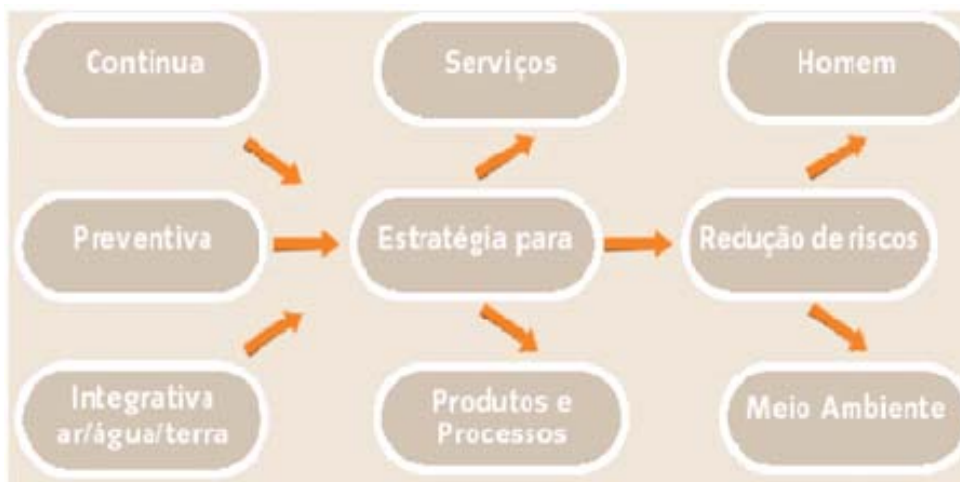 Continua
Serviços
Homem
Preventiva
Estratégia para
Redução de riscos
Integrativa
ar/água/terra
Produtos e
Processos
Meio Ambiente